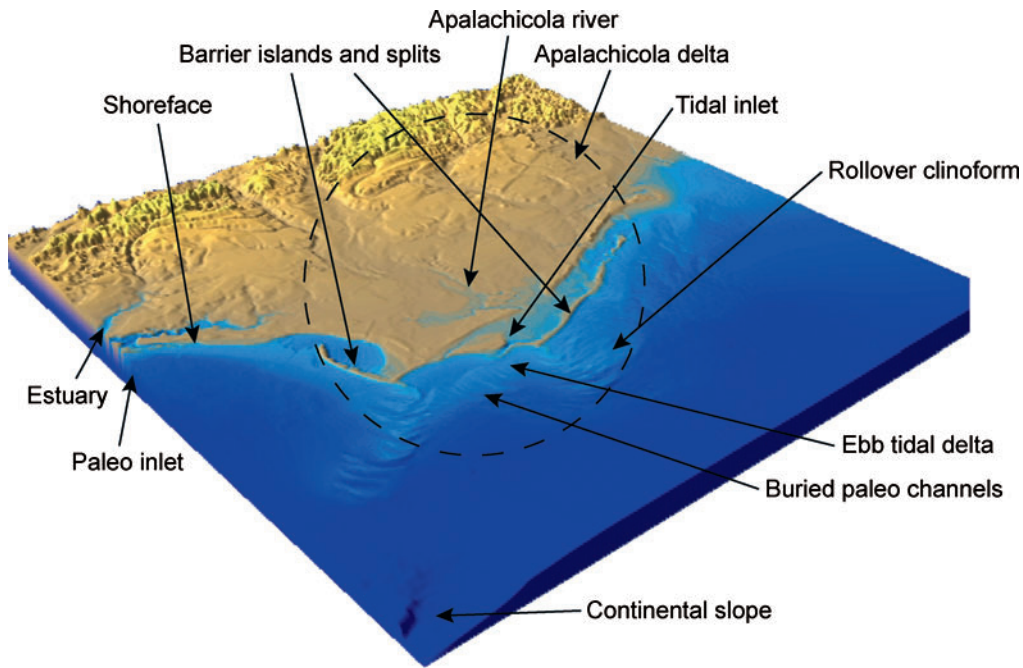 Apalachicola river
Barrier islands and splits
Apalachicola delta
Shoreface
Tidal inlet
Rollover clinoform
Estuary
Paleo inlet
Ebb tidal delta
Buried paleo channels
Continental slope